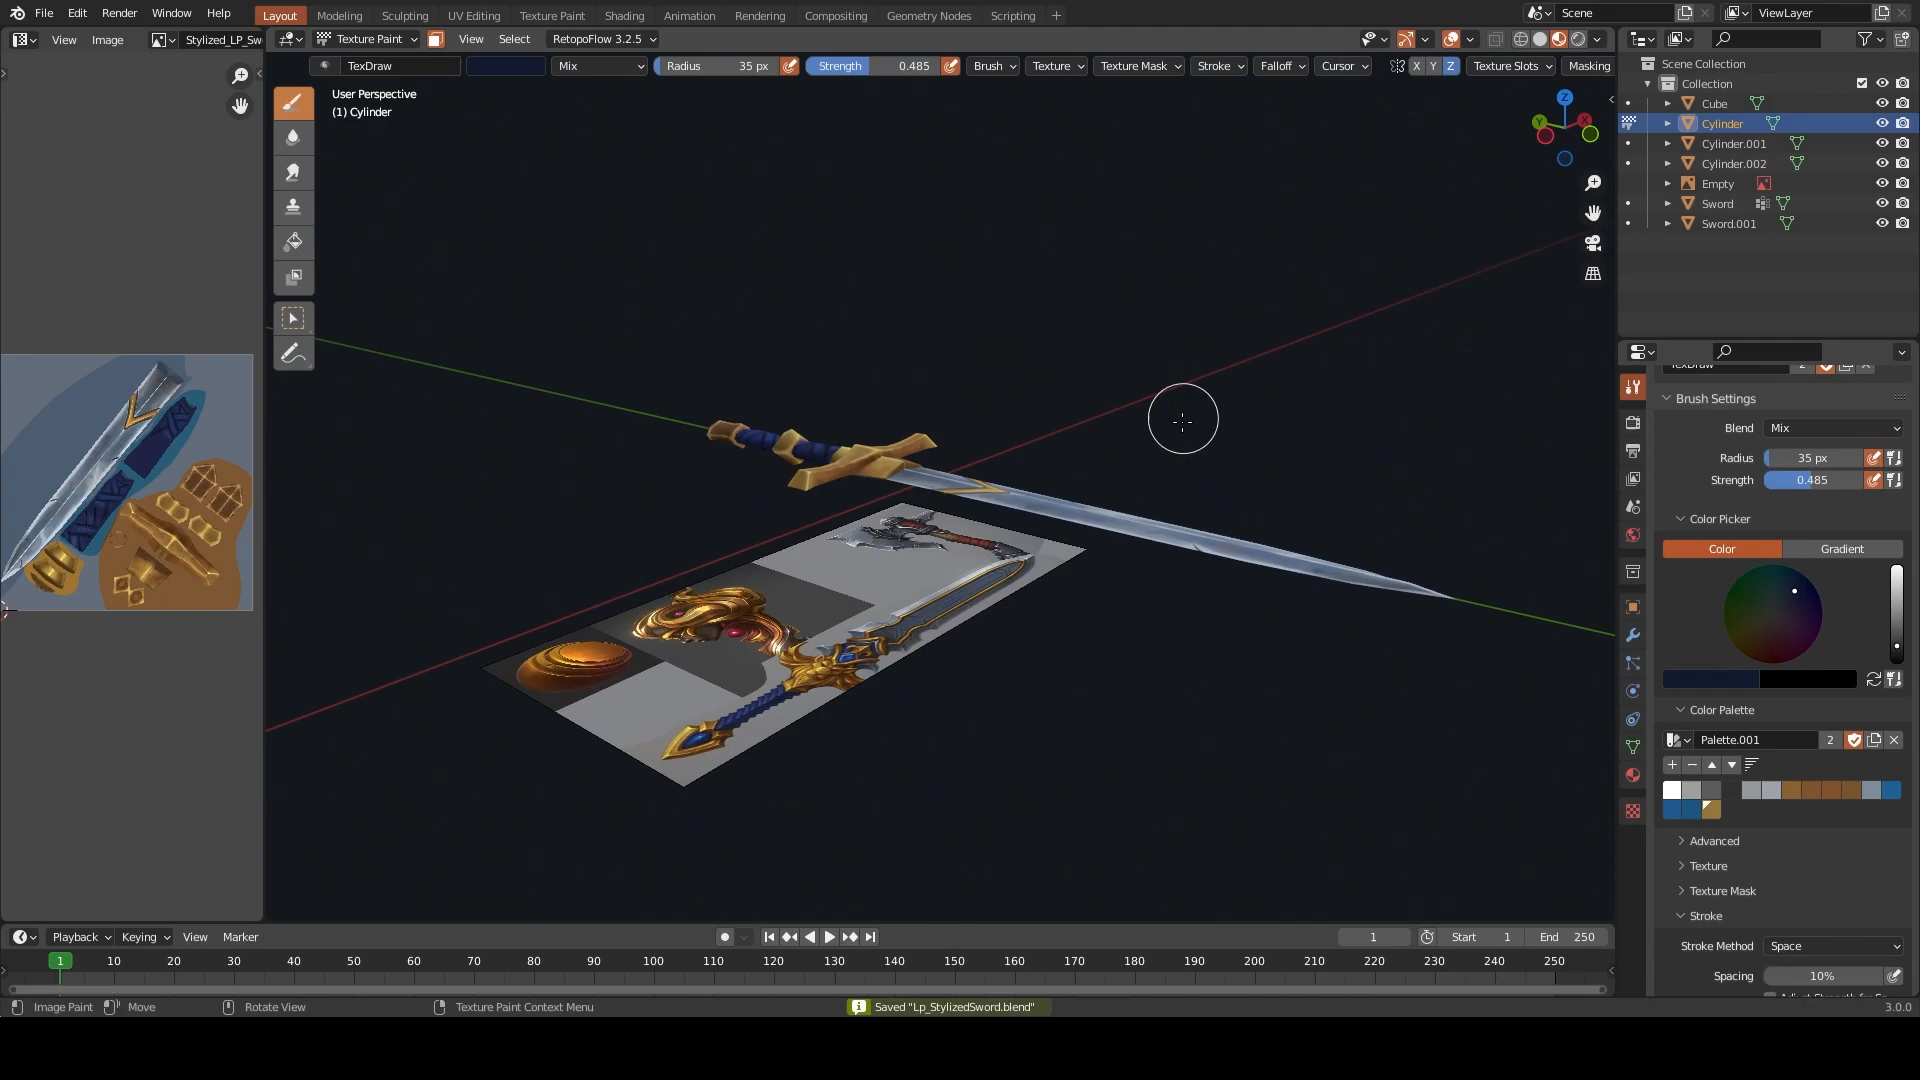 File Edit Render Window Help Layout Modeling Sculpting UV Editing Texture Paint Shading Animation Rendering Compositing Geometry Nodes Scripting + Scene ViewLayer
View Image Stylized_LP_Sw Texture Paint View Select RetopoFlow 3.2.5
TexDraw Mix Radius 35 px Strength 0.485 Brush Texture Texture Mask Stroke Falloff Cursor X Y Z Texture Slots Masking
User Perspective
(1) Cylinder
Z
Y
X
Scene Collection
Collection
Cube
Cylinder
Cylinder.001
Cylinder.002
Empty
Sword
Sword.001
2
Brush Settings
Blend Mix
Radius 35 px
Strength 0.485
Color Picker
Color Gradient
Color Palette
Palette.001 2
Advanced
Texture
Texture Mask
Stroke
Stroke Method Space
Spacing 10%
Playback Keying View Marker 1 Start 1 End 250
1 10 20 30 40 50 60 70 80 90 100 110 120 130 140 150 160 170 180 190 200 210 220 230 240 250
Image Paint Move Rotate View Texture Paint Context Menu Saved "Lp_StylizedSword.blend" 3.0.0